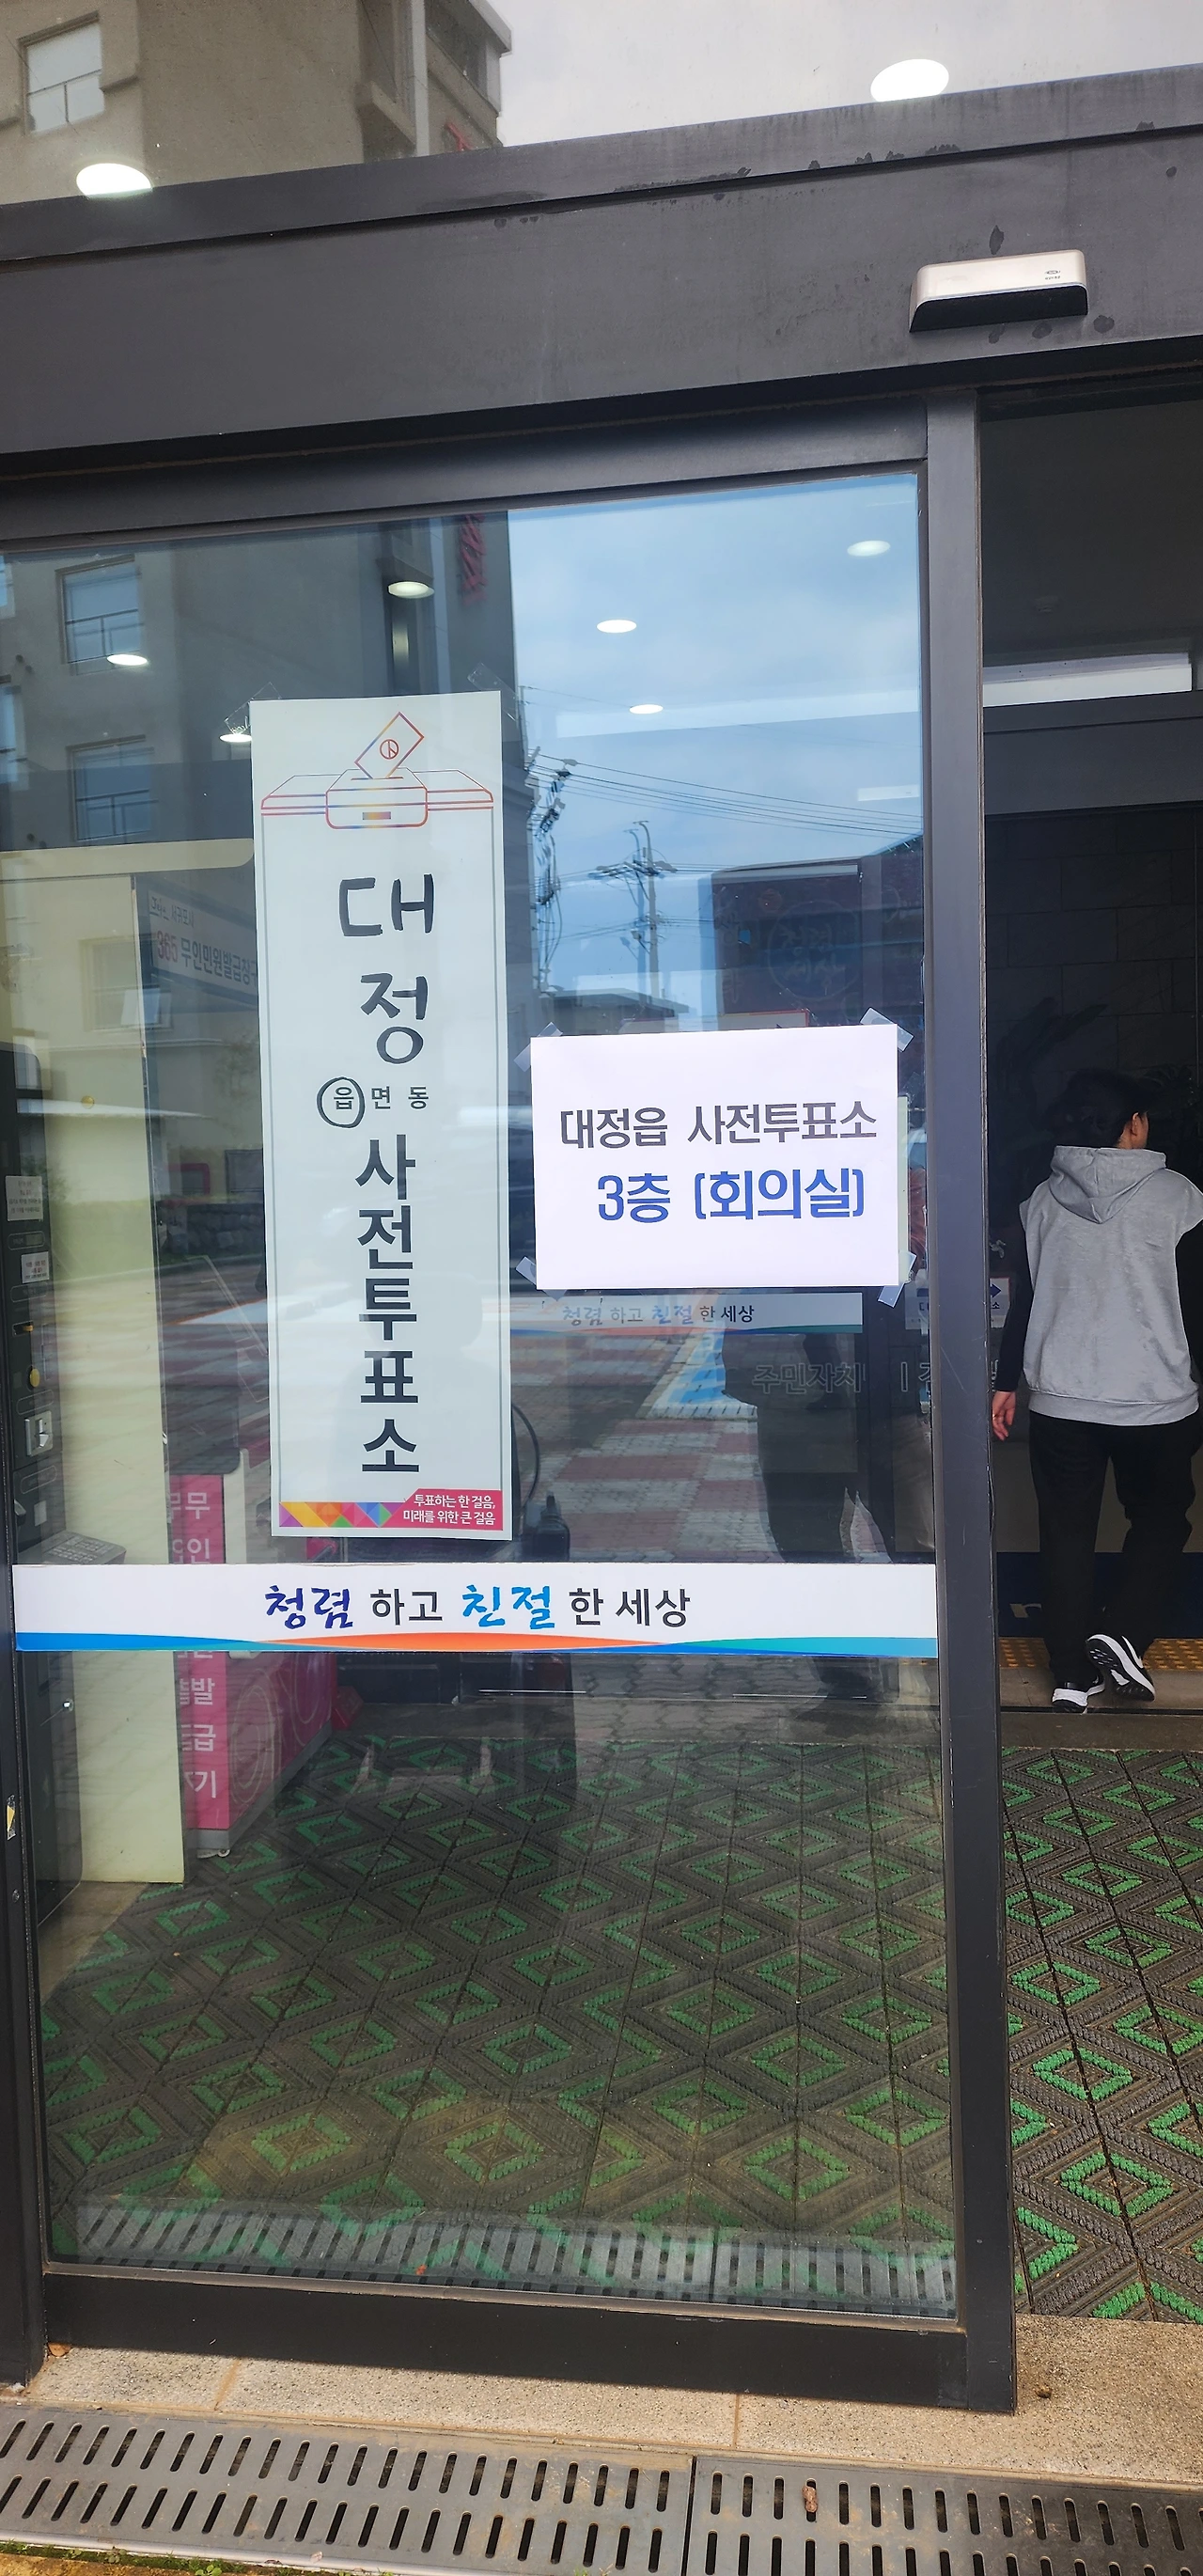 대정
읍 면 동
사전투표소
투표하는 한 걸음,
미래를 위한 큰 걸음
대정읍 사전투표소
3층 (회의실)
청렴 하고 친절 한 세상
주민자치
청렴 하고 친절 한 세상
365 무인민원발급창구